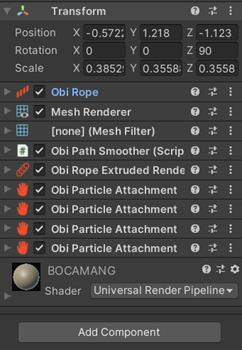 Transform
Position X -0.5722 Y 1.218 Z -1.123
Rotation X 0 Y 0 Z 90
Scale X 0.3852 Y 0.3558 Z 0.3558
Obi Rope
Mesh Renderer
[none] (Mesh Filter)
# Obi Path Smoother (Scrip
Obi Rope Extruded Rende
Obi Particle Attachment
Obi Particle Attachment
Obi Particle Attachment
Obi Particle Attachment
BOCAMANG
Shader Universal Render Pipeline
Add Component